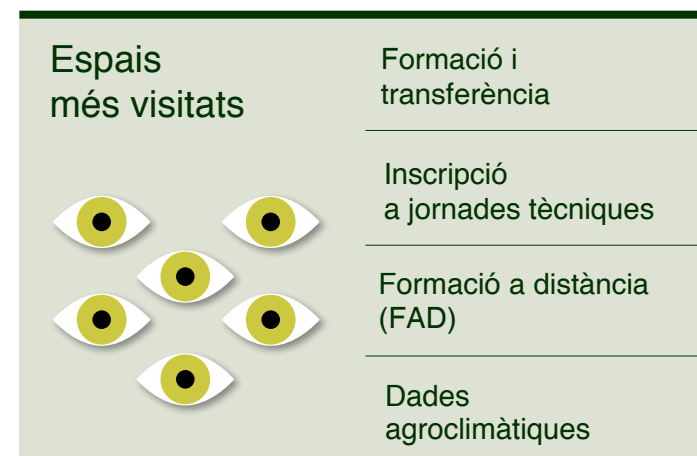 Espais
més visitats
Formació i
transferència
Inscripció
a jornades tècniques
Formació a distància
(FAD)
Dades
agroclimàtiques